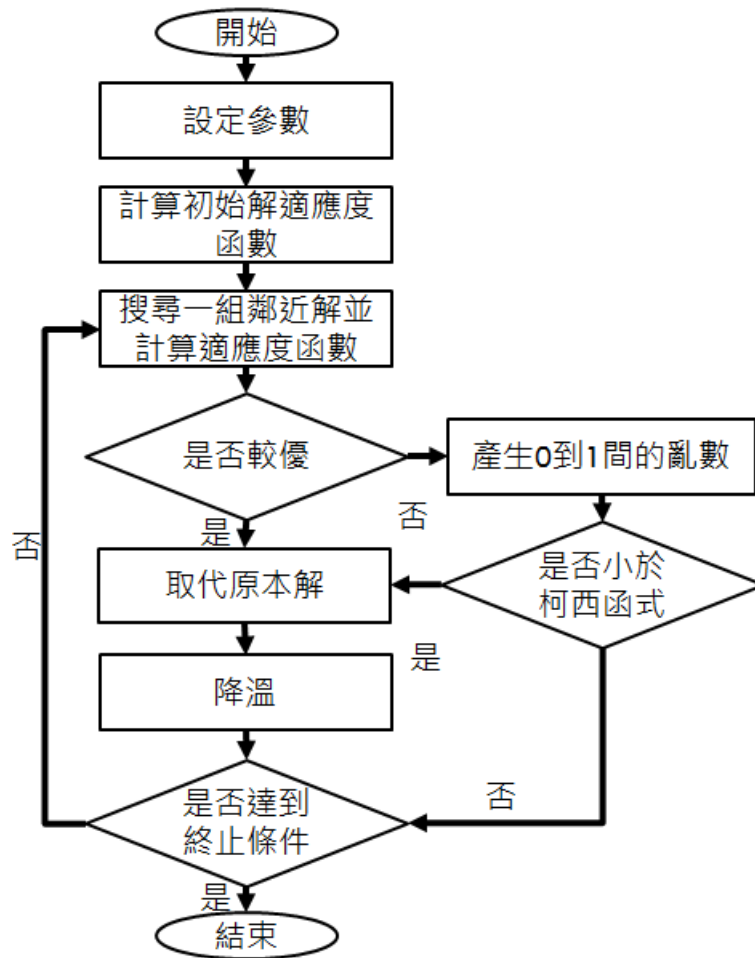 開始
設定參數
計算初始解適應度
函數
搜尋一組鄰近解並
計算適應度函數
是否較優
產生0到1間的亂數
否
是
否
取代原本解
是否小於
柯西函式
是
降溫
是否達到
終止條件
否
是
結束